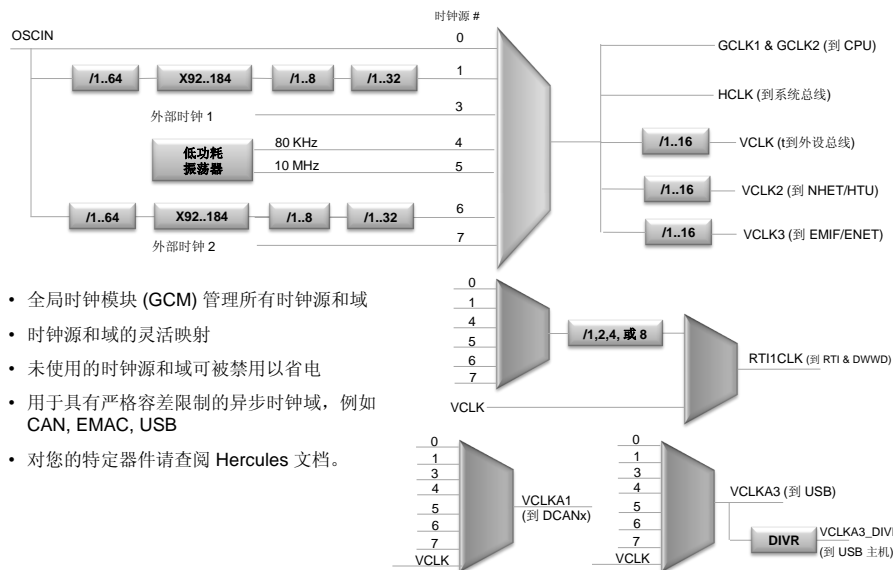 时钟源 #
OSCIN
0
/1..64
X92..184
/1..8
/1..32
1
外部时钟 1
3
低功耗
振荡器
80 KHz
4
10 MHz
5
/1..64
X92..184
/1..8
/1..32
6
外部时钟 2
7
GCLK1 & GCLK2 (到 CPU)
HCLK (到系统总线)
/1..16
VCLK (t到外设总线)
/1..16
VCLK2 (到 NHET/HTU)
/1..16
VCLK3 (到 EMIF/ENET)
• 全局时钟模块 (GCM) 管理所有时钟源和域
• 时钟源和域的灵活映射
• 未使用的时钟源和域可被禁用以省电
• 用于具有严格容差限制的异步时钟域，例如
CAN, EMAC, USB
• 对您的特定器件请查阅 Hercules 文档。
0
1
4
5
6
7
/1,2,4, 或 8
VCLK
RTI1CLK (到 RTI & DWWD)
0
1
3
4
5
6
7
VCLK
VCLKA1
(到 DCANx)
0
1
3
4
5
6
7
VCLK
VCLKA3 (到 USB)
DIVR
VCLKA3_DIV
(到 USB 主机)